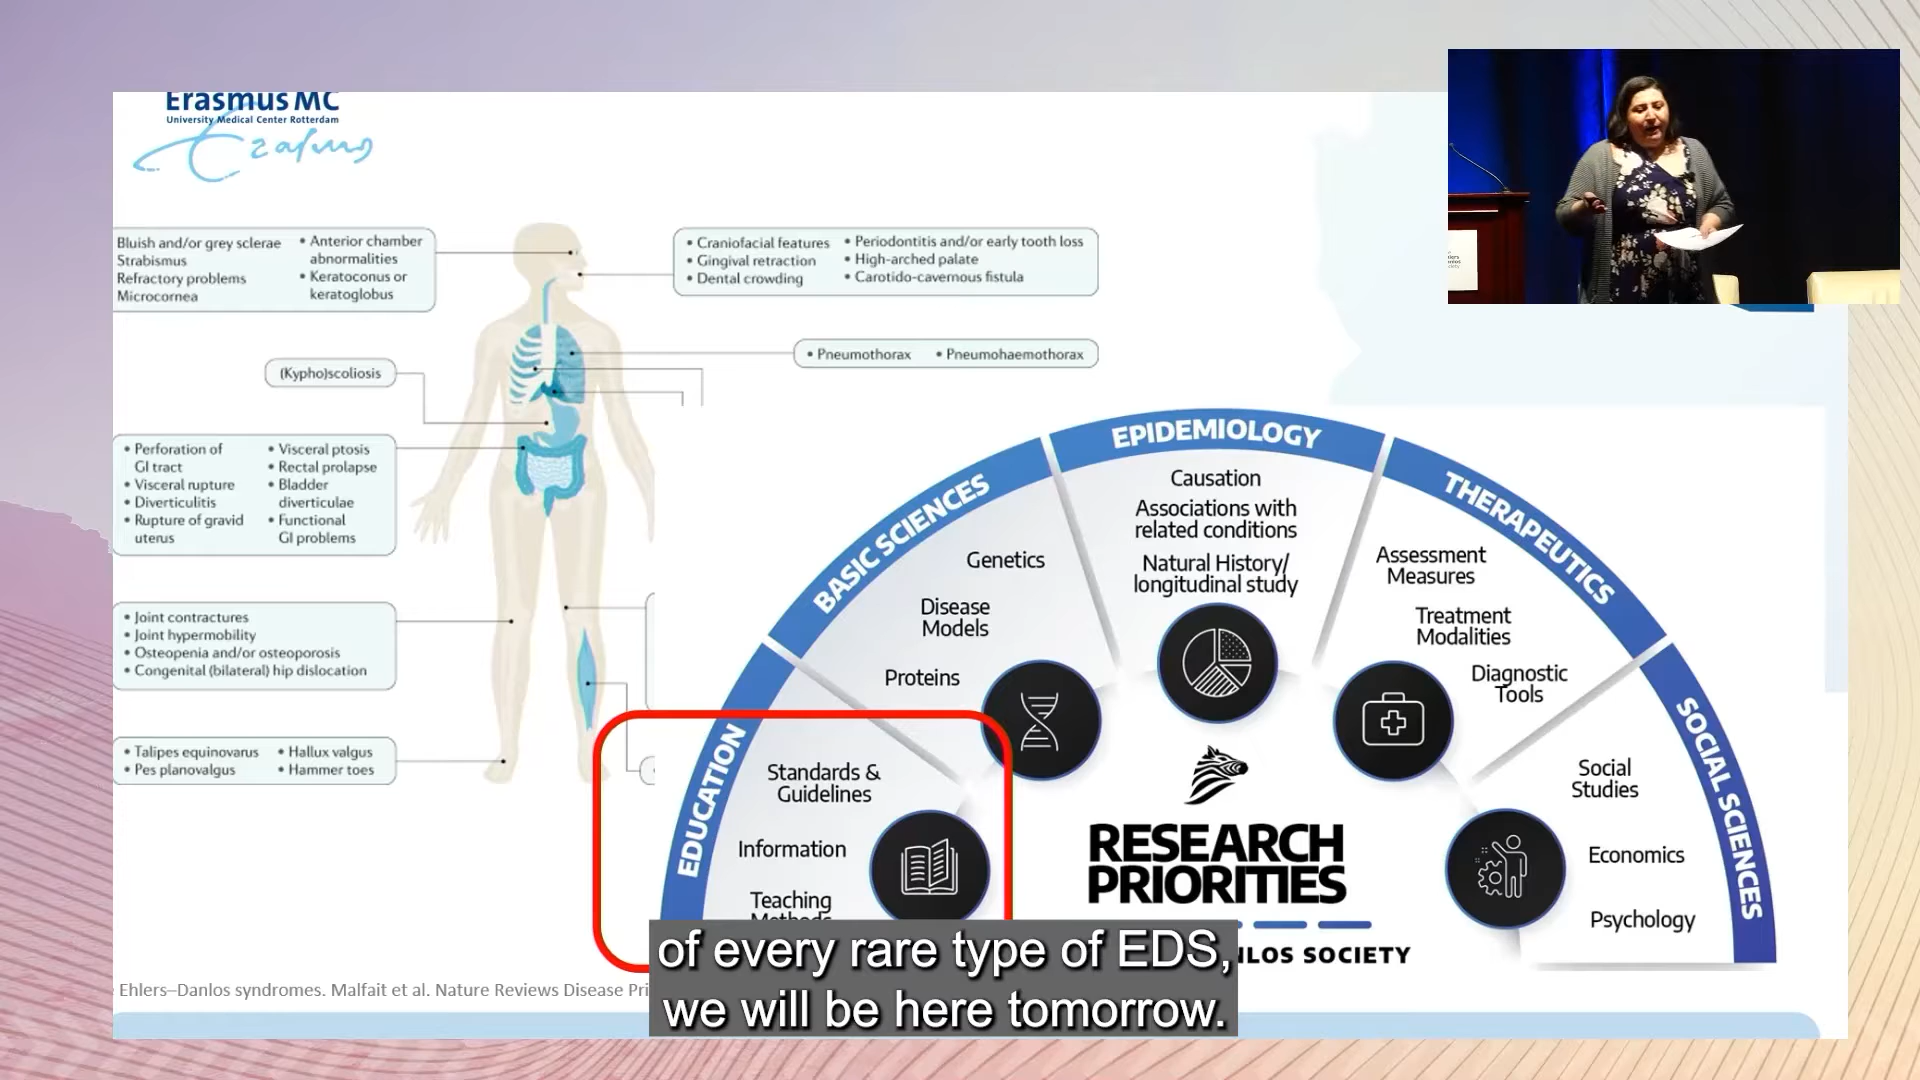 Erasmus MC
University Medical Center Rotterdam
Erasmus
Bluish and/or grey sclerae
Strabismus
Refractory problems
Microcornea
• Anterior chamber
abnormalities
• Keratoconus or
keratoglobus
• Craniofacial features
• Gingival retraction
• Dental crowding
• Periodontitis and/or early tooth loss
• High-arched palate
• Carotido-cavernous fistula
• Pneumothorax • Pneumohaemothorax
(Kypho)scoliosis
• Perforation of
GI tract
• Visceral rupture
• Diverticulitis
• Rupture of gravid
uterus
• Visceral ptosis
• Rectal prolapse
• Bladder
diverticulae
• Functional
GI problems
• Joint contractures
• Joint hypermobility
• Osteopenia and/or osteoporosis
• Congenital (bilateral) hip dislocation
• Talipes equinovarus
• Pes planovalgus
• Hallux valgus
• Hammer toes
EDUCATION
Standards &
Guidelines
Information
Teaching
Methods
BASIC SCIENCES
Genetics
Disease
Models
Proteins
EPIDEMIOLOGY
Causation
Associations with
related conditions
Natural History/
longitudinal study
THERAPEUTICS
Assessment
Measures
Treatment
Modalities
Diagnostic
Tools
SOCIAL SCIENCES
Social
Studies
Economics
Psychology
RESEARCH
PRIORITIES
SOCIETY
Ehlers–Danlos syndromes. Malfait et al. Nature Reviews Disease
of every rare type of EDS,
we will be here tomorrow.